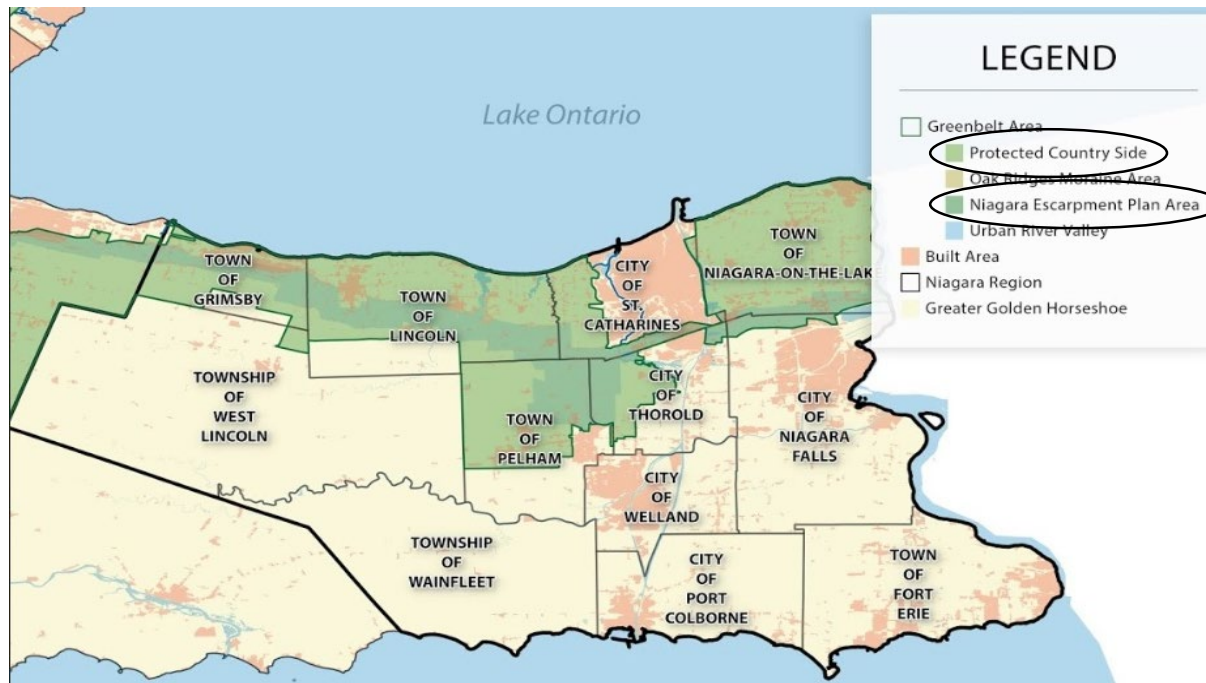 LEGEND
Greenbelt Area
Protected Country Side
Oak Ridges Moraine Area
Niagara Escarpment Plan Area
Urban River Valley
Built Area
Niagara Region
Greater Golden Horseshoe
Lake Ontario
TOWN
OF
GRIMSBY
TOWN
OF
LINCOLN
CITY
OF
ST.
CATHARINES
TOWN
OF
NIAGARA-ON-THE-LAKE
TOWNSHIP
OF
WEST
LINCOLN
TOWN
OF
PELHAM
CITY
OF
THOROLD
CITY
OF
NIAGARA
FALLS
CITY
OF
WELLAND
TOWNSHIP
OF
WAINFLEET
CITY
OF
PORT
COLBORNE
TOWN
OF
FORT
ERIE